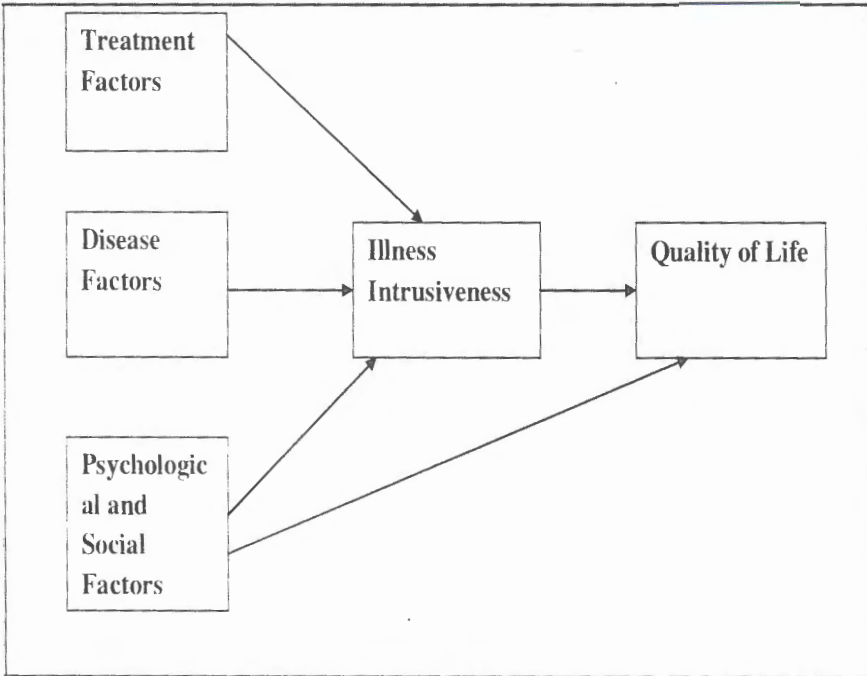 Treatment
Factors
Disease
Factors
Illness
Intrusiveness
Quality of Life
Psychologic
al and
Social
Factors